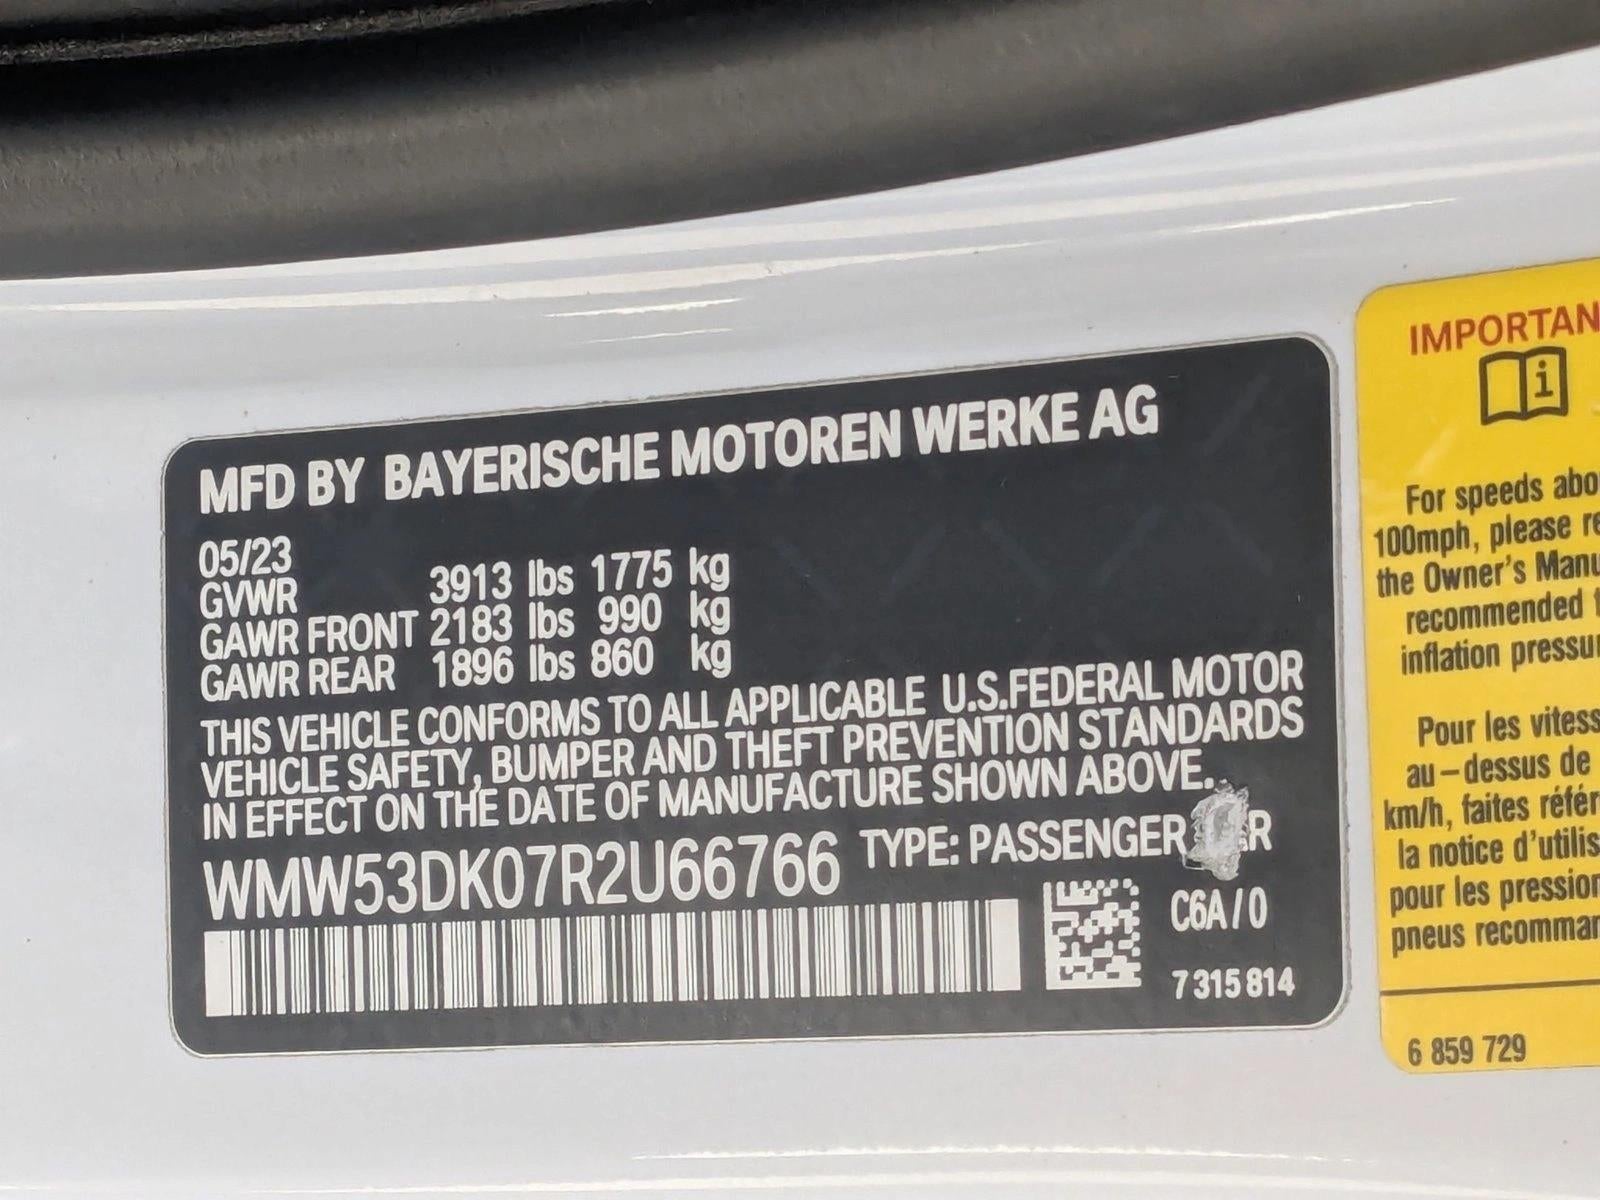 MFD BY BAYERISCHE MOTOREN WERKE AG
05/23
GVWR 3913 lbs 1775 kg
GAWR FRONT 2183 lbs 990 kg
GAWR REAR 1896 lbs 860 kg
THIS VEHICLE CONFORMS TO ALL APPLICABLE U.S.FEDERAL MOTOR
VEHICLE SAFETY, BUMPER AND THEFT PREVENTION STANDARDS
IN EFFECT ON THE DATE OF MANUFACTURE SHOWN ABOVE.
WMW53DK07R2U66766 TYPE: PASSENGER
C6A/0
7 315 814
IMPORTAN
i
For speeds abo
100mph, please re
the Owner's Manu
recommended
inflation pressu
Pour les vitess
au-dessus de
km/h, faites référ
la notice d'utilis
pour les pression
pneus recomman
6 859 729